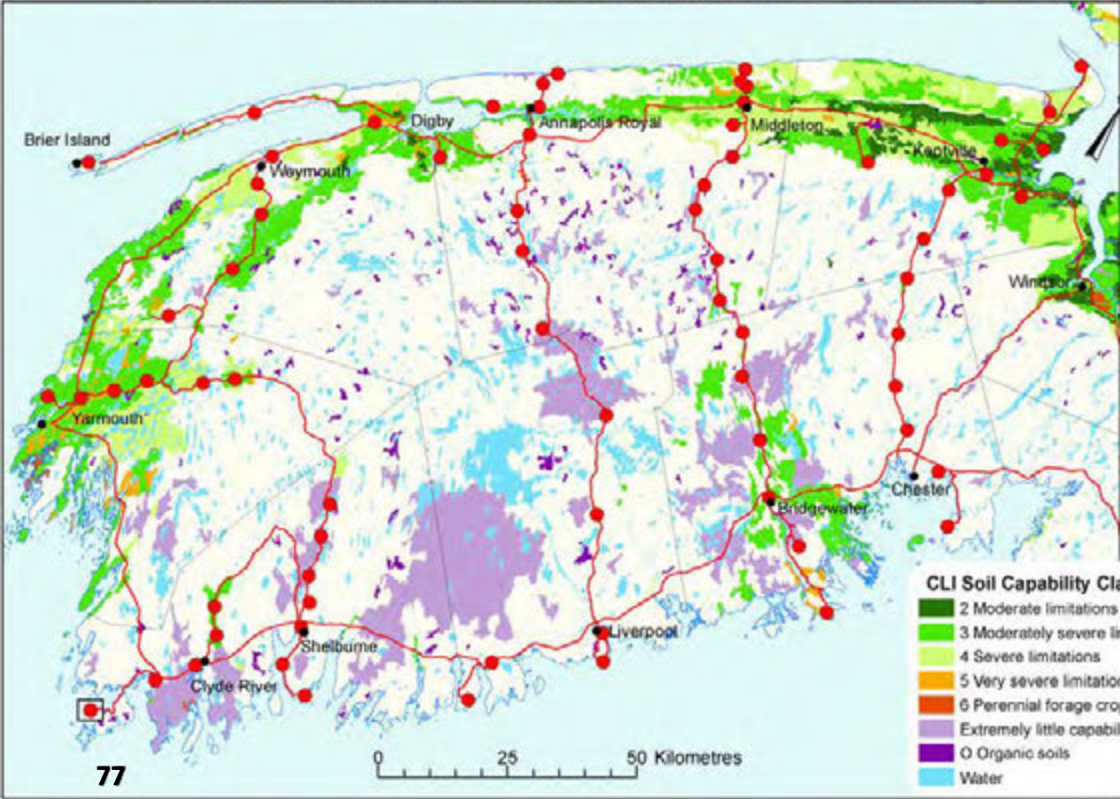 Brier Island
Digby
Annapolis Royal
Middleton
Kentville
Weymouth
Windsor
Yarmouth
Chester
Bridgewater
Shelburne
Liverpool
Clyde River
CLI Soil Capability Cla
2 Moderate limitations
3 Moderately severe li
4 Severe limitations
5 Very severe limitatio
6 Perennial forage cro
Extremely little capabil
O Organic soils
Water
0 25 50 Kilometres
77